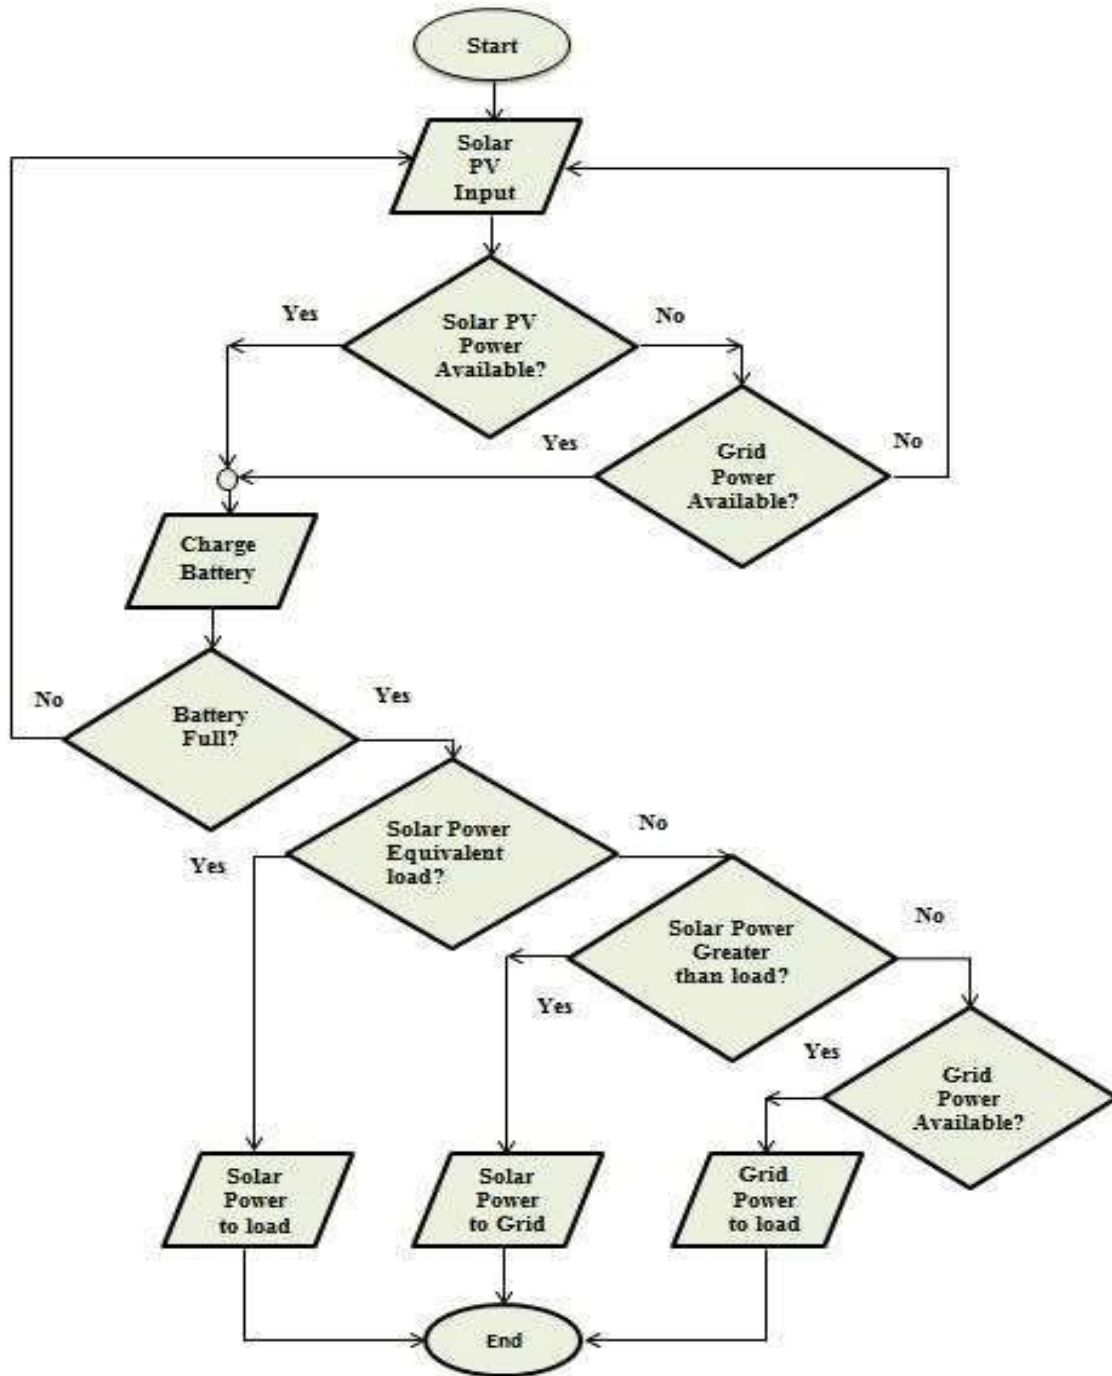 Start
Solar
PV
Input
Yes
Solar PV
Power
Available?
No
Yes
Grid
Power
Available?
No
Charge
Battery
No
Battery
Full?
Yes
Yes
Solar Power
Equivalent
load?
No
Solar Power
Greater
than load?
No
Yes
Yes
Grid
Power
Available?
Solar
Power
to load
Solar
Power
to Grid
Grid
Power
to load
End